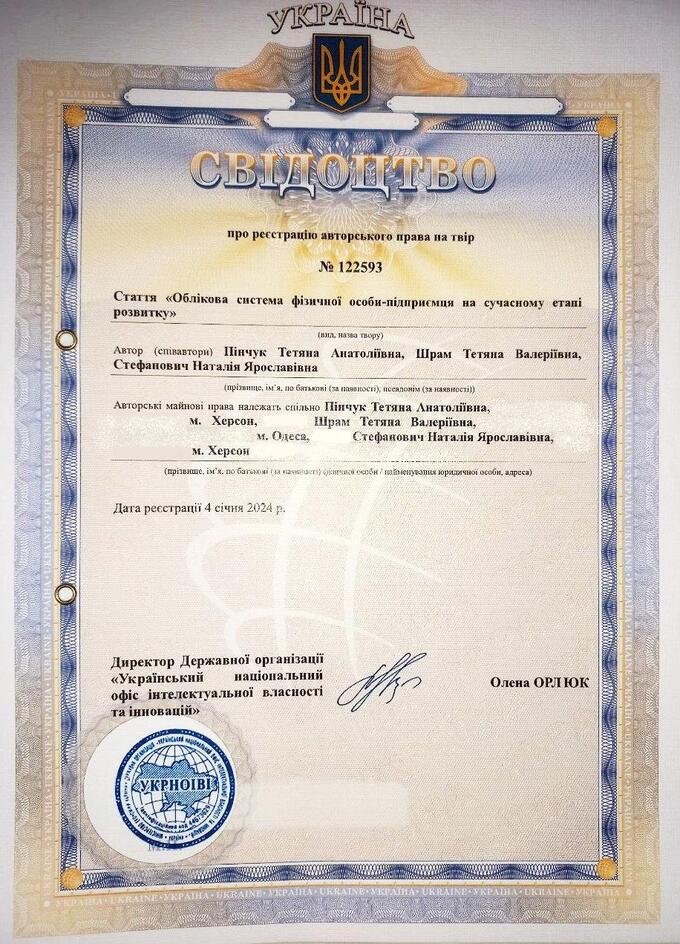 УКРАЇНА
СВІДОЦТВО
про реєстрацію авторського права на твір
№ 122593
Стаття «Облікова система фізичної особи-підприємця на сучасному етапі
розвитку»
(вид, назва твору)
Автор (співавтори) Пінчук Тетяна Анатоліївна, Шрам Тетяна Валеріївна,
Стефанович Наталія Ярославівна
(прізвище, ім’я, по батькові (за наявності), псевдонім (за наявності))
Авторські майнові права належать спільно Пінчук Тетяна Анатоліївна,
м. Херсон, Шрам Тетяна Валеріївна,
м. Одеса, Стефанович Наталія Ярославівна,
м. Херсон
(прізвище, ім’я, по батькові (за наявності) фізичної особи / найменування юридичної особи, адреса)
Дата реєстрації 4 січня 2024 р.
Директор Державної організації
«Український національний
офіс інтелектуальної власності
та інновацій»
Олена ОРЛЮК
УКРНОІВІ